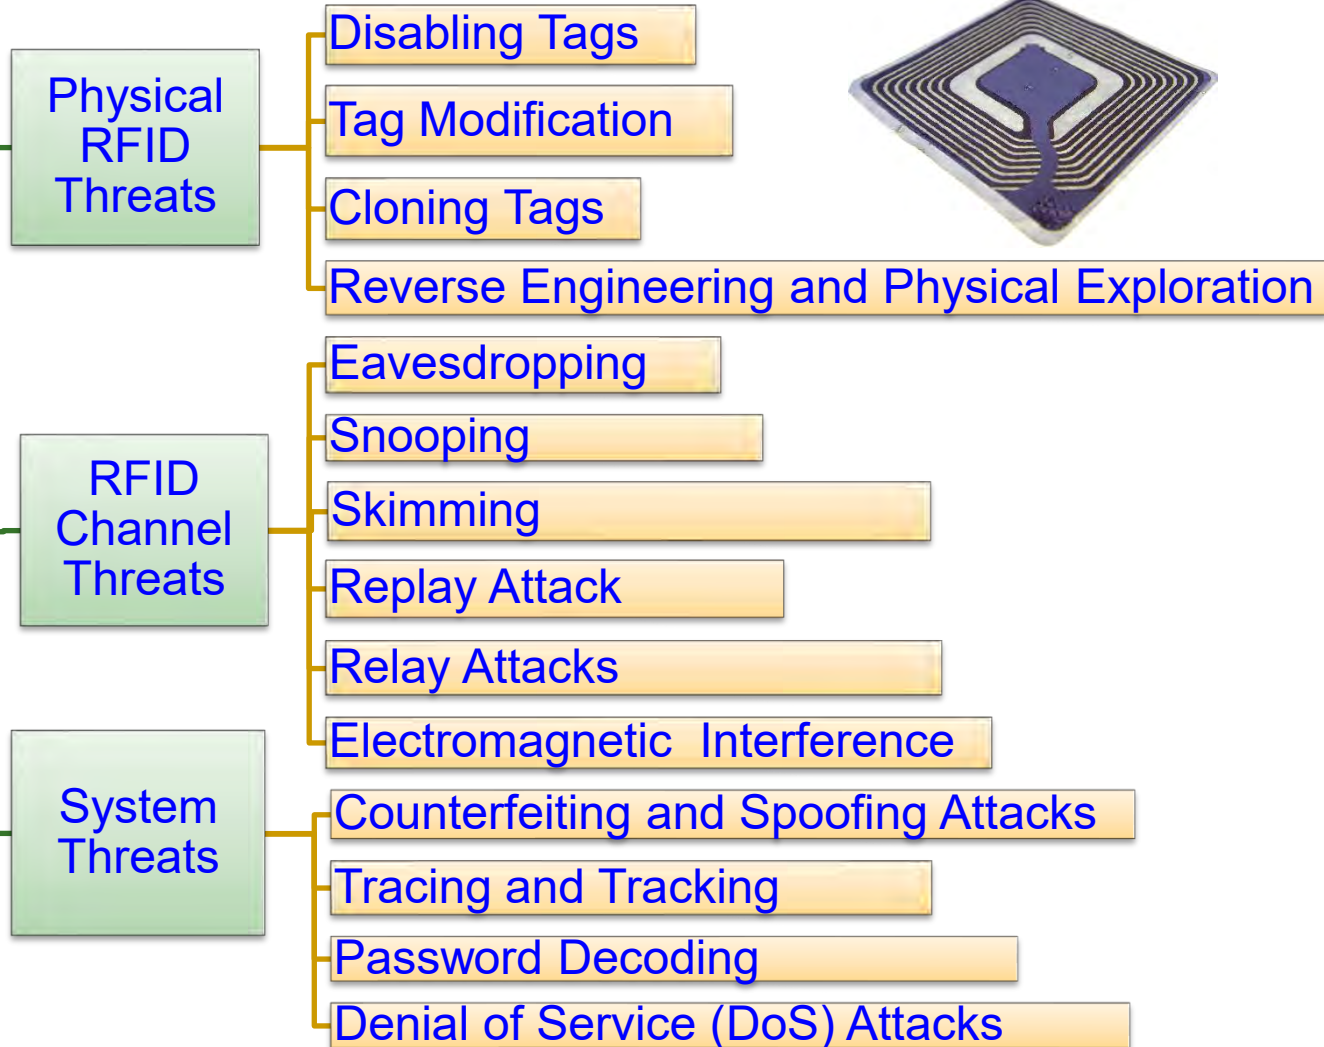 Physical
RFID
Threats
Disabling Tags
Tag Modification
Cloning Tags
Reverse Engineering and Physical Exploration
RFID
Channel
Threats
Eavesdropping
Snooping
Skimming
Replay Attack
Relay Attacks
Electromagnetic  Interference
System
Threats
Counterfeiting and Spoofing Attacks
Tracing and Tracking
Password Decoding
Denial of Service (DoS) Attacks